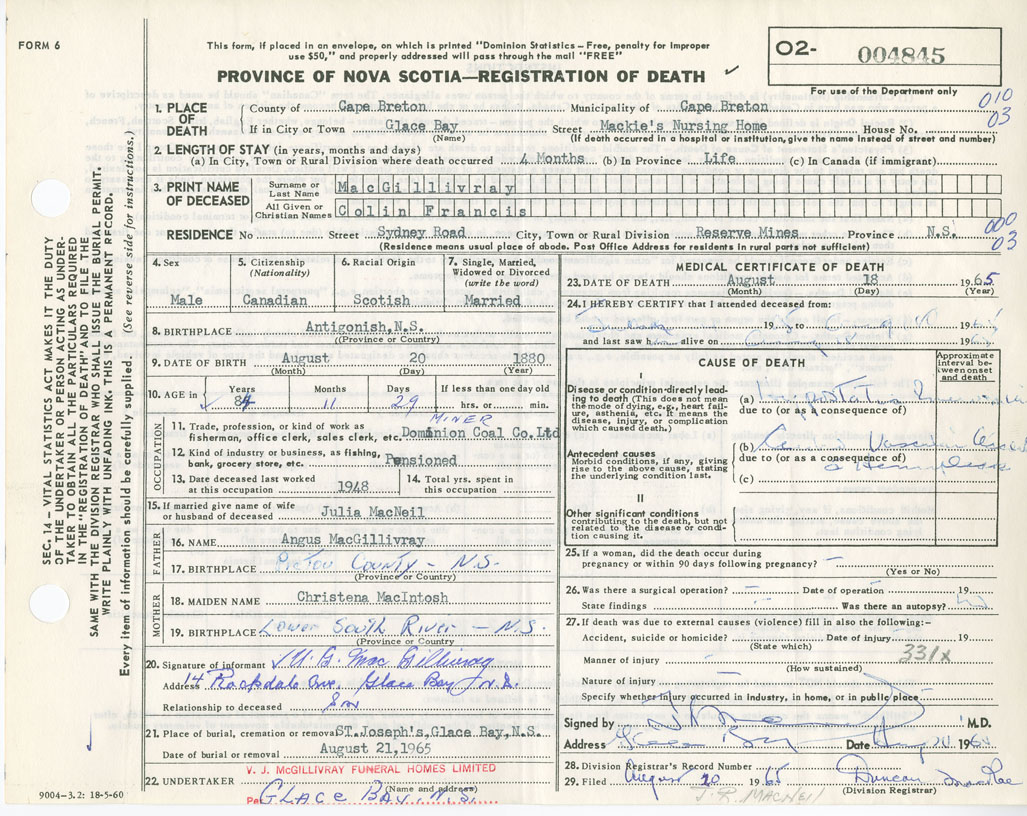 FORM 6
This form, if placed in an envelope, on which is printed "Dominion Statistics – Free, penalty for improper
use $50," and properly addressed will pass through the mail "FREE"
PROVINCE OF NOVA SCOTIA—REGISTRATION OF DEATH
02- 004845
For use of the Department only
010
03
1. PLACE OF DEATH
County of Cape Breton Municipality of Cape Breton
If in City or Town Glace Bay Street Mackie's Nursing Home House No.
(Name) (If death occurred in a hospital or institution, give the name instead of street and number)
2. LENGTH OF STAY (in years, months and days)
(a) In City, Town or Rural Division where death occurred 4 Months (b) In Province Life (c) In Canada (if immigrant)
3. PRINT NAME OF DECEASED
Surname or Last Name MacGillivray
All Given or Christian Names Colin Francis
RESIDENCE No Street Sydney Road City, Town or Rural Division Reserve Mines Province N.S.
(Residence means usual place of abode. Post Office Address for residents in rural parts not sufficient)
000
03
4. Sex
Male
5. Citizenship (Nationality)
Canadian
6. Racial Origin
Scotish
7. Single, Married, Widowed or Divorced (write the word)
Married
8. BIRTHPLACE Antigonish, N.S.
(Province or Country)
9. DATE OF BIRTH August 20 1880
(Month) (Day) (Year)
10. AGE in Years Months Days If less than one day old
84 11 29 hrs. or min.
OCCUPATION
MINER
11. Trade, profession, or kind of work as
fisherman, office clerk, sales clerk, etc. Dominion Coal Co.Ltd
12. Kind of industry or business, as fishing,
bank, grocery store, etc. Pensioned
13. Date deceased last worked
at this occupation 1948
14. Total yrs. spent in
this occupation
15. If married give name of wife
or husband of deceased Julia MacNeil
FATHER
16. NAME Angus MacGillivray
17. BIRTHPLACE Pictou County - N.S.
(Province or Country)
MOTHER
18. MAIDEN NAME Christena MacIntosh
19. BIRTHPLACE Lower South River - N.S.
(Province or Country)
20. Signature of informant Mac Gillivray
Address 14 Rockdale Ave, Glace Bay N.S.
Relationship to deceased Son
21. Place of burial, cremation or removal St. Joseph's, Glace Bay, N.S.
Date of burial or removal August 21, 1965
V. J. McGILLIVRAY FUNERAL HOMES LIMITED
22. UNDERTAKER (Name and address)
Per GLACE BAY, N.S.
9004-3.2: 18-5-60
SEC. 14 – VITAL STATISTICS ACT MAKES IT THE DUTY
OF THE UNDERTAKER OR PERSON ACTING AS UNDER-
TAKER TO OBTAIN ALL THE PARTICULARS REQUIRED
IN THE "REGISTRATION OF DEATH" AND TO FILE THE
SAME WITH THE DIVISION REGISTRAR WHO SHALL ISSUE THE BURIAL PERMIT.
WRITE PLAINLY WITH UNFADING INK. THIS IS A PERMANENT RECORD.
Every item of information should be carefully supplied. (See reverse side for instructions.)
MEDICAL CERTIFICATE OF DEATH
23. DATE OF DEATH August 18 1965
(Month) (Day) (Year)
24. I HEREBY CERTIFY that I attended deceased from:
19 to 19
and last saw him alive on 19
CAUSE OF DEATH
Approximate interval between onset and death
I
Disease or condition directly leading to death (This does not mean
the mode of dying, e.g., heart failure, asthenia, etc. It means the
disease, injury, or complication
which caused death)
(a)
due to (or as a consequence of)
Antecedent causes
Morbid conditions, if any, giving
rise to the above cause, stating
the underlying condition last.
(b)
due to (or as a consequence of)
(c)
II
Other significant conditions
contributing to the death, but not
related to the disease or condition causing it.
25. If a woman, did the death occur during
pregnancy or within 90 days following pregnancy? –
(Yes or No)
26. Was there a surgical operation? – Date of operation – 19
State findings Was there an autopsy?
27. If death was due to external causes (violence) fill in also the following:-
Accident, suicide or homicide? Date of injury 19
(State which)
331x
Manner of injury
(How sustained)
Nature of injury
Specify whether injury occurred in industry, in home, or in public place
Signed by M.D.
Address Glace Bay Date 196
28. Division Registrar's Record Number
29. Filed August 20 1965 Duncan MacRae
(Division Registrar)
J. R. MACNEIL